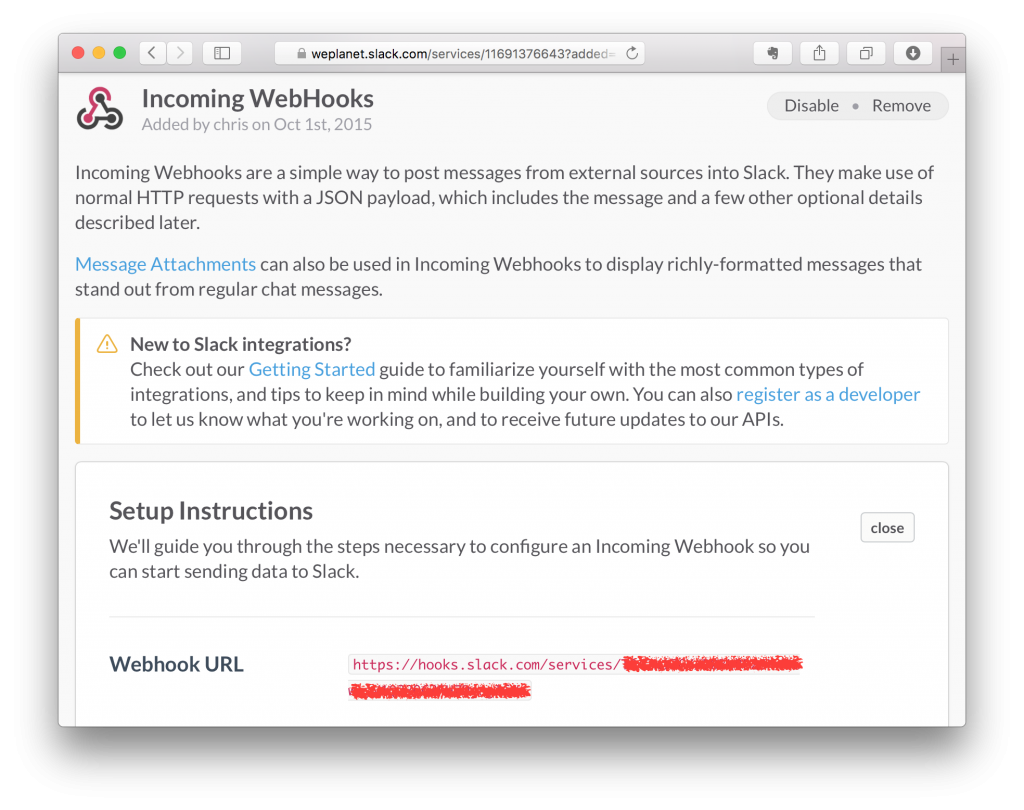 weplanet.slack.com/services/11691376643?added=
Incoming WebHooks
Disable • Remove
Added by chris on Oct 1st, 2015
Incoming Webhooks are a simple way to post messages from external sources into Slack. They make use of
normal HTTP requests with a JSON payload, which includes the message and a few other optional details
described later.
Message Attachments can also be used in Incoming Webhooks to display richly-formatted messages that
stand out from regular chat messages.
New to Slack integrations?
Check out our Getting Started guide to familiarize yourself with the most common types of
integrations, and tips to keep in mind while building your own. You can also register as a developer
to let us know what you're working on, and to receive future updates to our APIs.
Setup Instructions
close
We'll guide you through the steps necessary to configure an Incoming Webhook so you
can start sending data to Slack.
Webhook URL
https://hooks.slack.com/services/